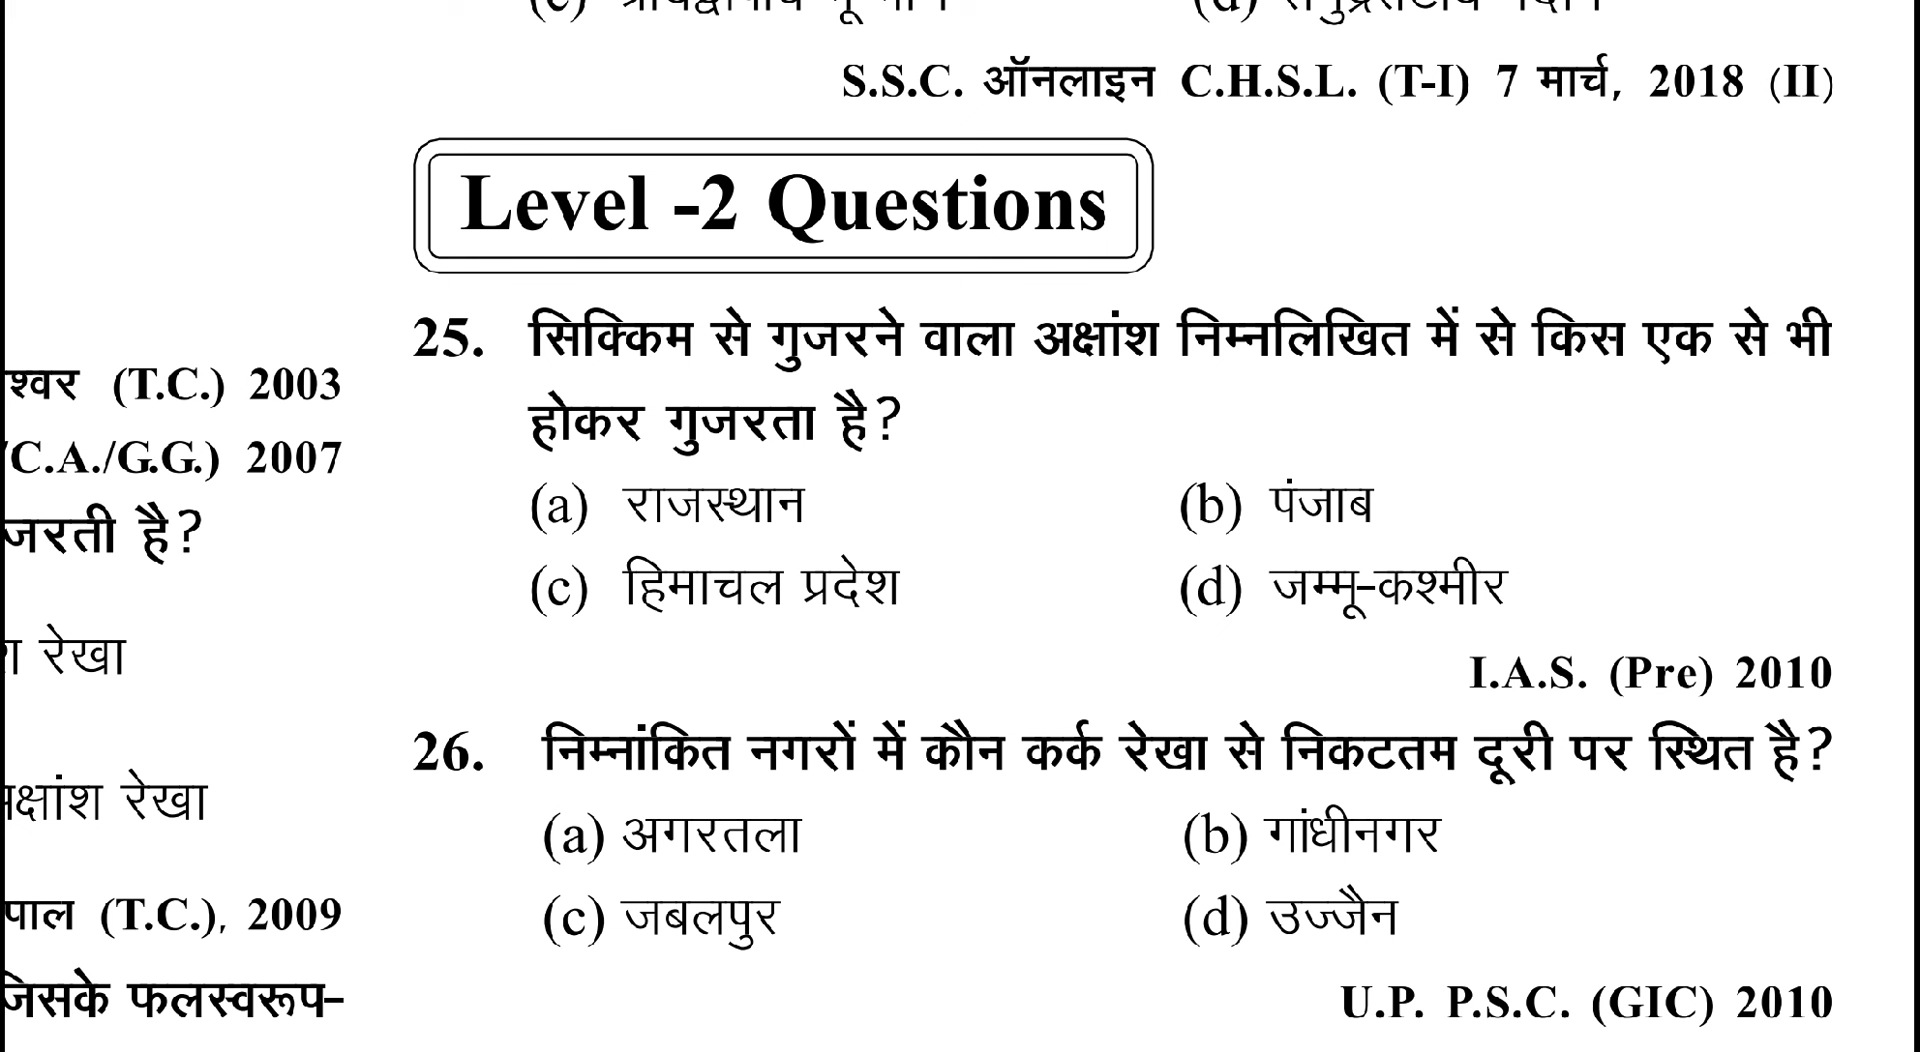 S.S.C. ऑनलाइन C.H.S.L. (T-I) 7 मार्च, 2018 (II)
Level -2 Questions
25. सिक्किम से गुजरने वाला अक्षांश निम्नलिखित में से किस एक से भी
होकर गुजरता है?
(a) राजस्थान (b) पंजाब
(c) हिमाचल प्रदेश (d) जम्मू-कश्मीर
I.A.S. (Pre) 2010
26. निम्नांकित नगरों में कौन कर्क रेखा से निकटतम दूरी पर स्थित है?
(a) अगरतला (b) गांधीनगर
(c) जबलपुर (d) उज्जैन
U.P. P.S.C. (GIC) 2010
श्वर (T.C.) 2003
/C.A./G.G.) 2007
जरती है?
रेखा
क्षांश रेखा
पाल (T.C.), 2009
जिसके फलस्वरूप-